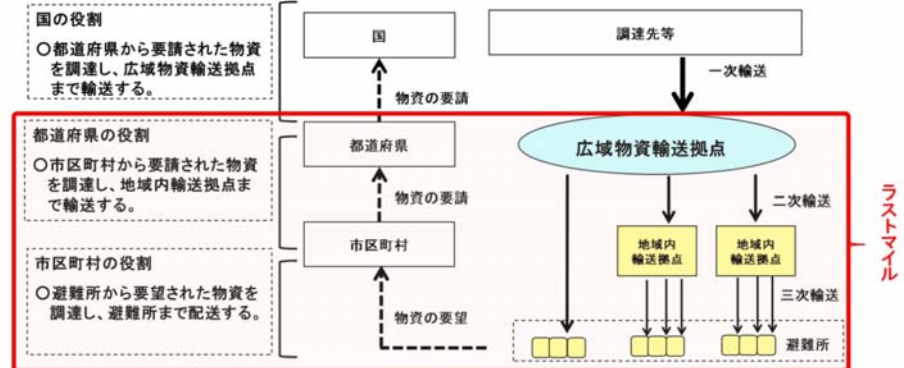 国の役割
○都道府県から要請された物資
を調達し、広域物資輸送拠点
まで輸送する。
国
物資の要請
調達先等
一次輸送
都道府県の役割
○市区町村から要請された物資
を調達し、地域内輸送拠点ま
で輸送する。
都道府県
物資の要請
広域物資輸送拠点
二次輸送
市区町村の役割
○避難所から要望された物資を
調達し、避難所まで配送する。
市区町村
物資の要望
地域内
輸送拠点
地域内
輸送拠点
三次輸送
避難所
ラストマイル